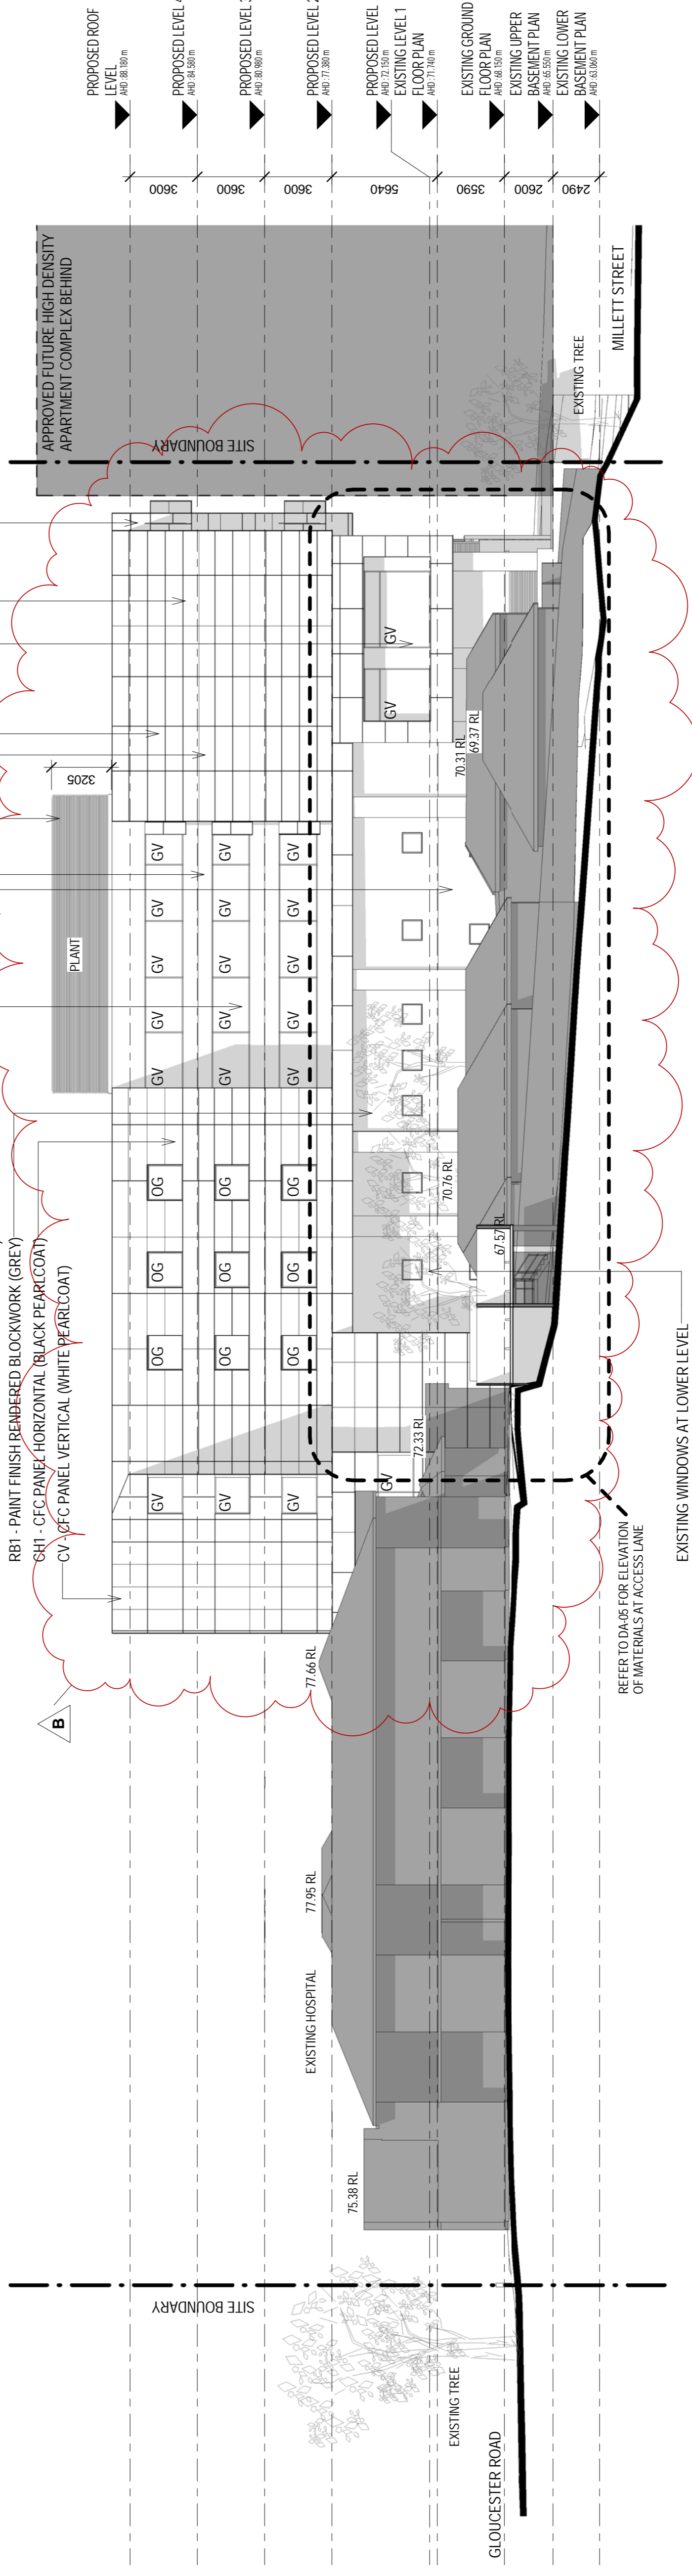 RB1 - PAINT FINISH RENDERED BLOCKWORK (GREY)
CH1 - CFC PANEL HORIZONTAL (BLACK PEARLCOAT)
CV - CFC PANEL VERTICAL (WHITE PEARLCOAT)
B
PLANT
3205
APPROVED FUTURE HIGH DENSITY
APARTMENT COMPLEX BEHIND
PROPOSED ROOF
LEVEL
AHD: 88.180 m
PROPOSED LEVEL 4
AHD: 84.580 m
PROPOSED LEVEL 3
AHD: 80.980 m
PROPOSED LEVEL 2
AHD: 77.380 m
PROPOSED LEVEL
AHD: 72.150 m
EXISTING LEVEL 1
FLOOR PLAN
AHD: 71.740 m
EXISTING GROUND
FLOOR PLAN
AHD: 68.150 m
EXISTING UPPER
BASEMENT PLAN
AHD: 65.550 m
EXISTING LOWER
BASEMENT PLAN
AHD: 63.060 m
3600
3600
3600
5640
3590
2600
2490
SITE BOUNDARY
SITE BOUNDARY
GV
OG
OG
OG
GV
GV
GV
GV
GV
GV
OG
OG
OG
GV
GV
GV
GV
GV
GV
OG
OG
OG
GV
GV
GV
GV
GV
GV
GV
GV
75.38 RL
EXISTING HOSPITAL
77.95 RL
77.66 RL
72.33 RL
70.76 RL
67.57 RL
70.31 RL
69.37 RL
EXISTING TREE
GLOUCESTER ROAD
EXISTING TREE
MILLETT STREET
REFER TO DA-05 FOR ELEVATION
OF MATERIALS AT ACCESS LANE
EXISTING WINDOWS AT LOWER LEVEL